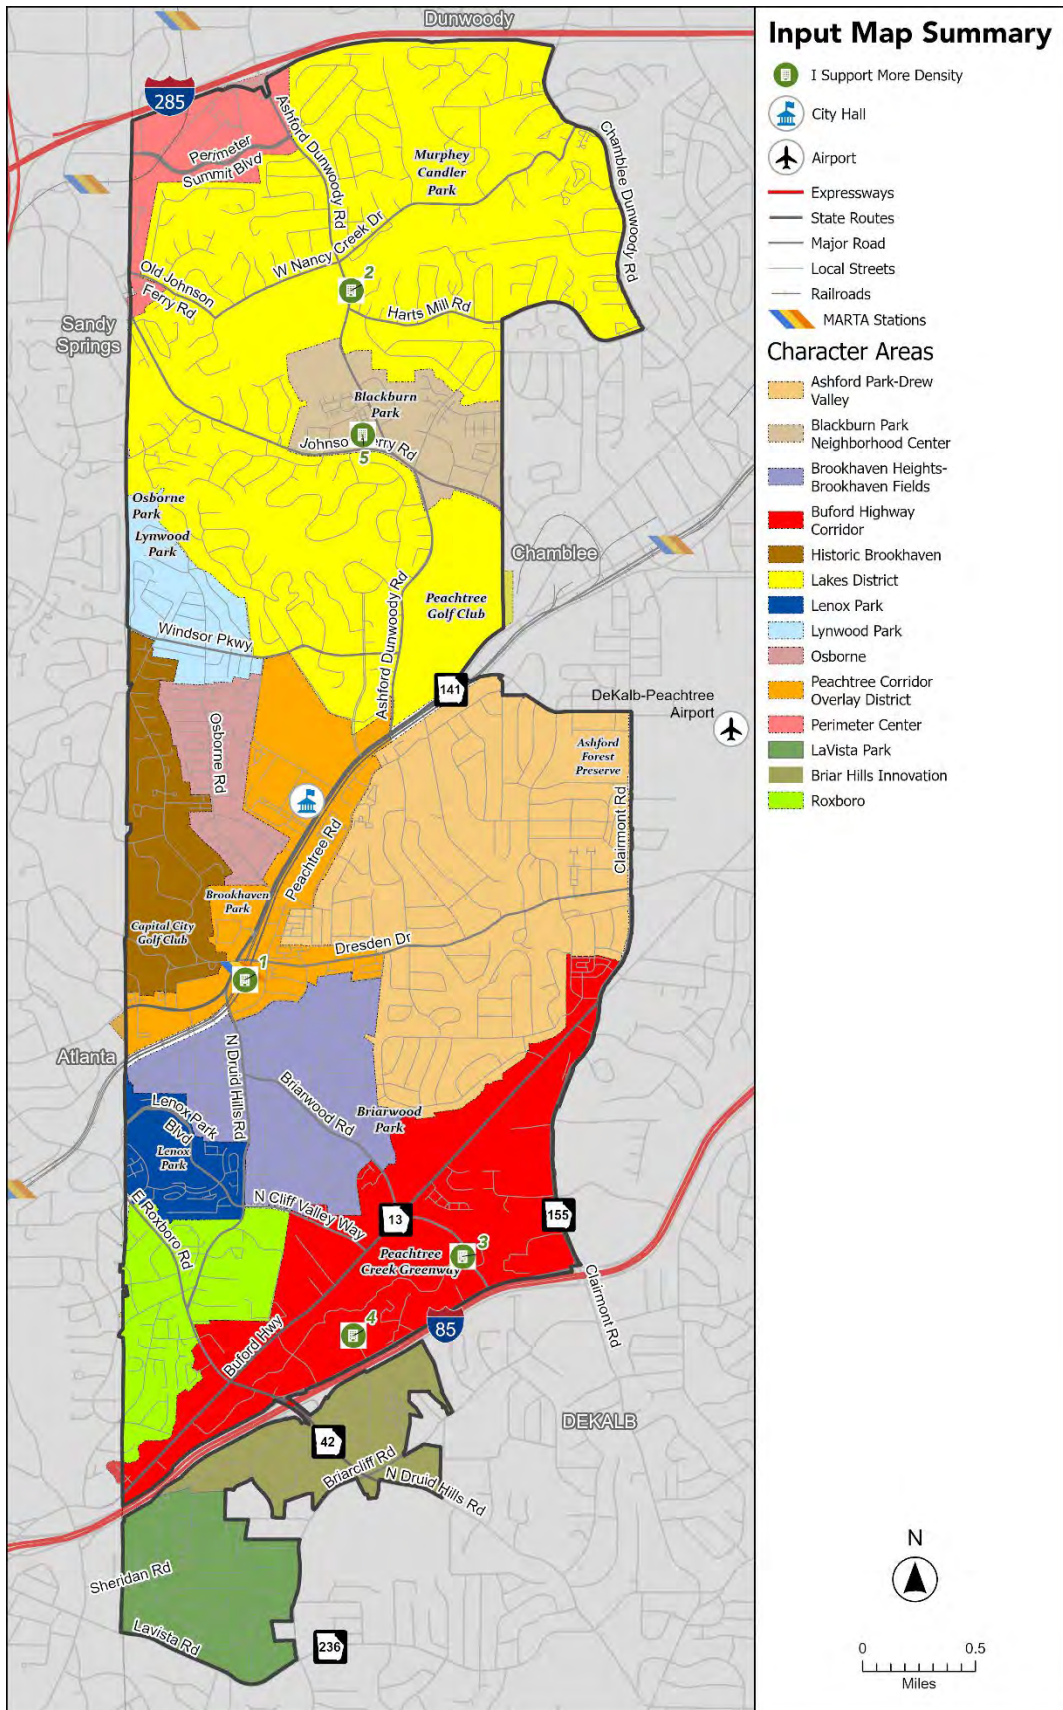 Dunwoody
285
Ashford Dunwoody Rd
Perimeter
Summit Blvd
Murphey
Candler
Park
Chamblee Dunwoody Rd
W Nancy Creek Dr
2
Old Johnson
Ferry Rd
Harts Mill Rd
Sandy
Springs
Blackburn
Park
Johnso
erry Rd
5
Osborne
Park
Lynwood
Park
Chamblee
Ashford Dunwoody Rd
Peachtree
Golf Club
Windsor Pkwy
141
DeKalb-Peachtree
Airport
Osborne Rd
Ashford
Forest
Preserve
Clairmont Rd
Peachtree Rd
Brookhaven
Park
Capital City
Golf Club
Dresden Dr
1
Atlanta
N Druid Hills Rd
Briarwood Rd
Lenox Park
Blvd
Briarwood
Park
Lenox
Park
E Roxboro Rd
N Cliff Valley Way
13
155
Peachtree
Creek Greenway
3
Clairmont Rd
4
85
Buford Hwy
DEKALB
42
Briarcliff Rd
N Druid Hills Rd
Sheridan Rd
Lavista Rd
236
Input Map Summary
I Support More Density
City Hall
Airport
Expressways
State Routes
Major Road
Local Streets
Railroads
MARTA Stations
Character Areas
Ashford Park-Drew
Valley
Blackburn Park
Neighborhood Center
Brookhaven Heights-
Brookhaven Fields
Buford Highway
Corridor
Historic Brookhaven
Lakes District
Lenox Park
Lynwood Park
Osborne
Peachtree Corridor
Overlay District
Perimeter Center
LaVista Park
Briar Hills Innovation
Roxboro
N
0
0.5
Miles